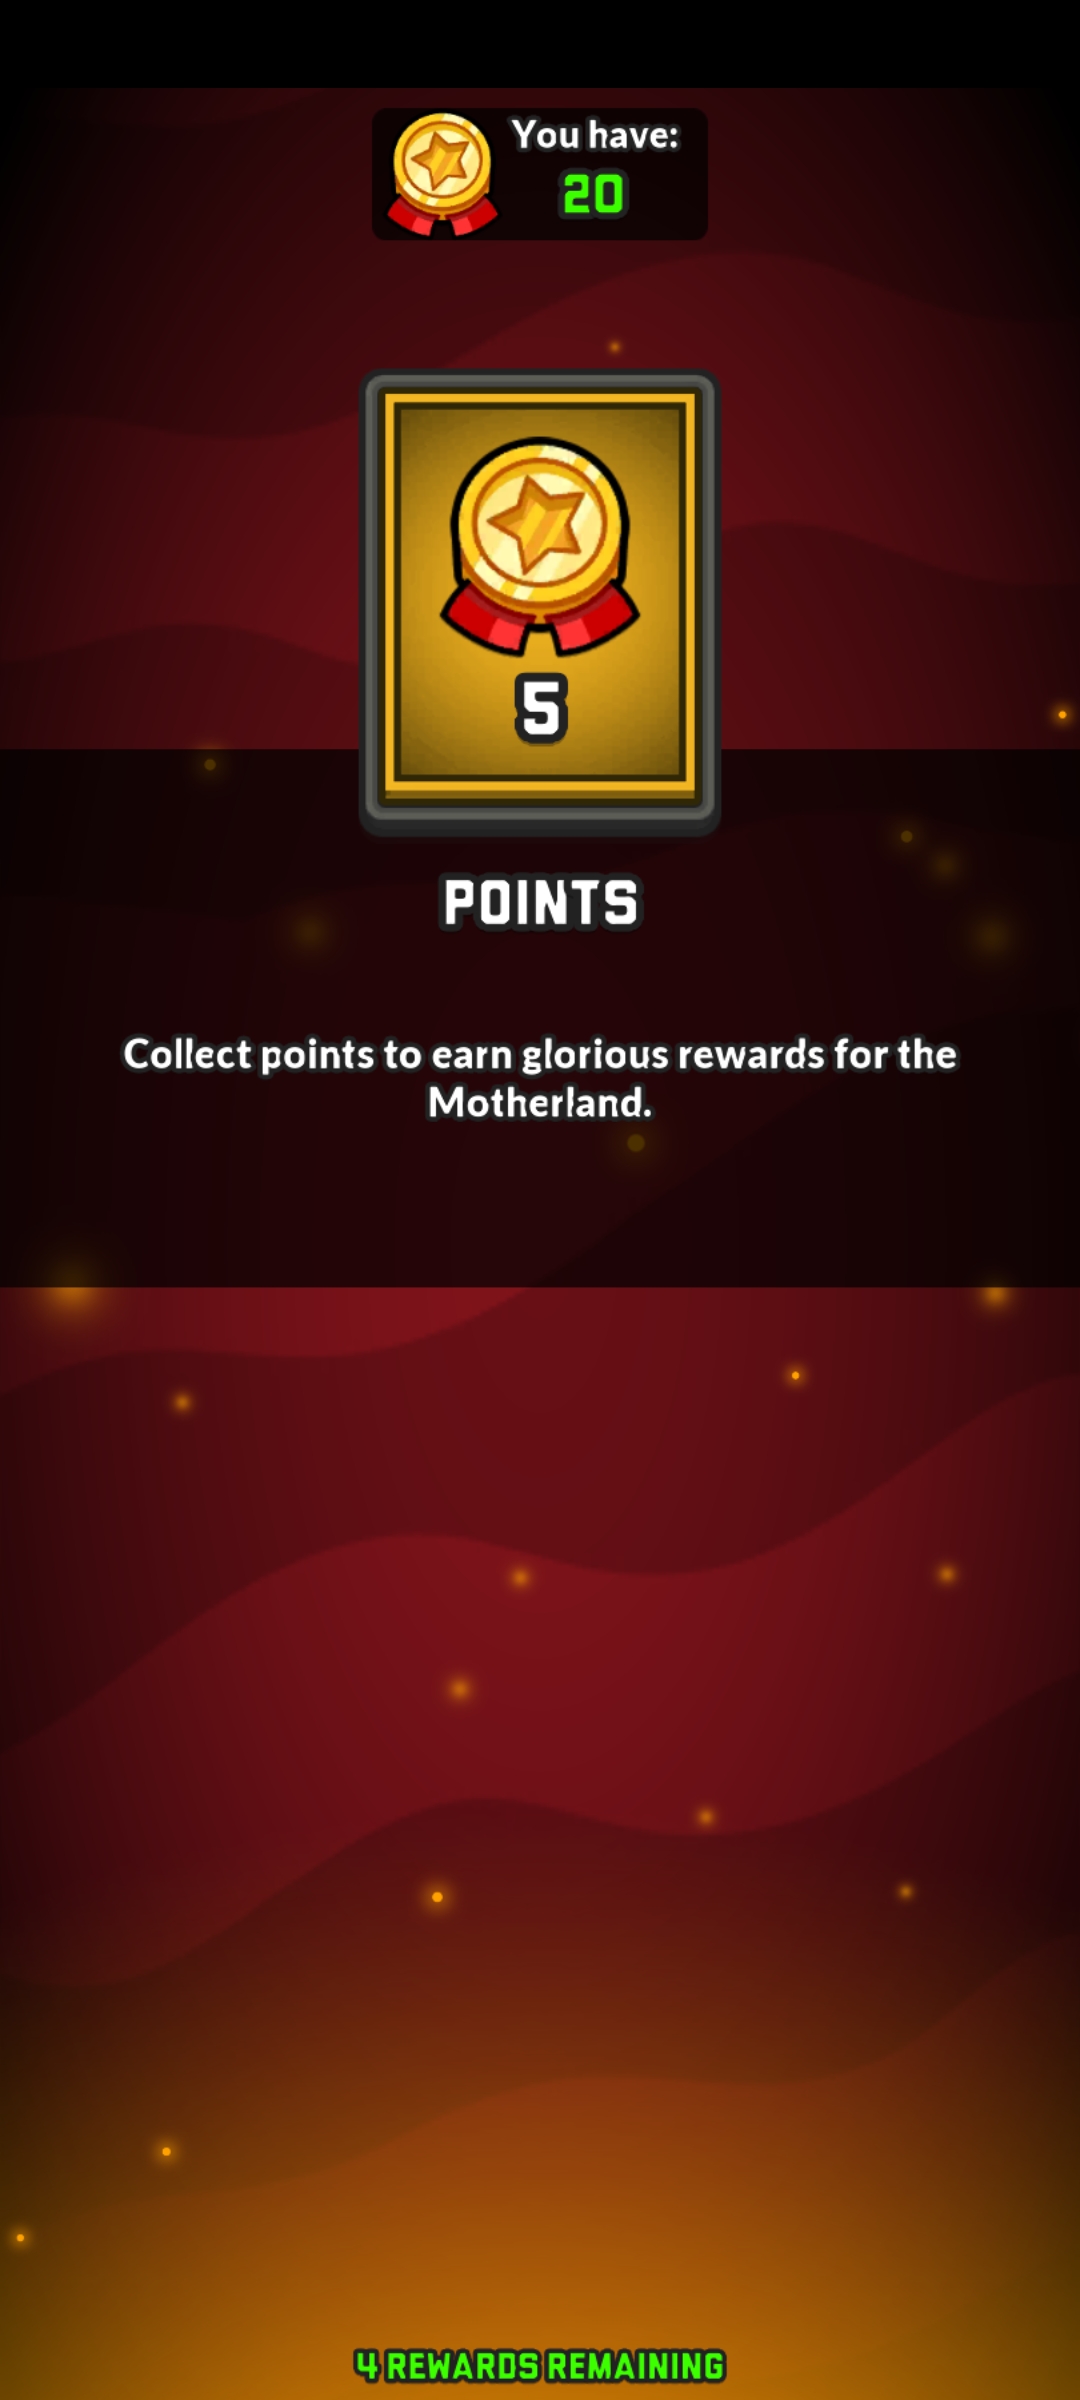 You have:
20
5
POINTS
Collect points to earn glorious rewards for the
Motherland.
4 REWARDS REMAINING